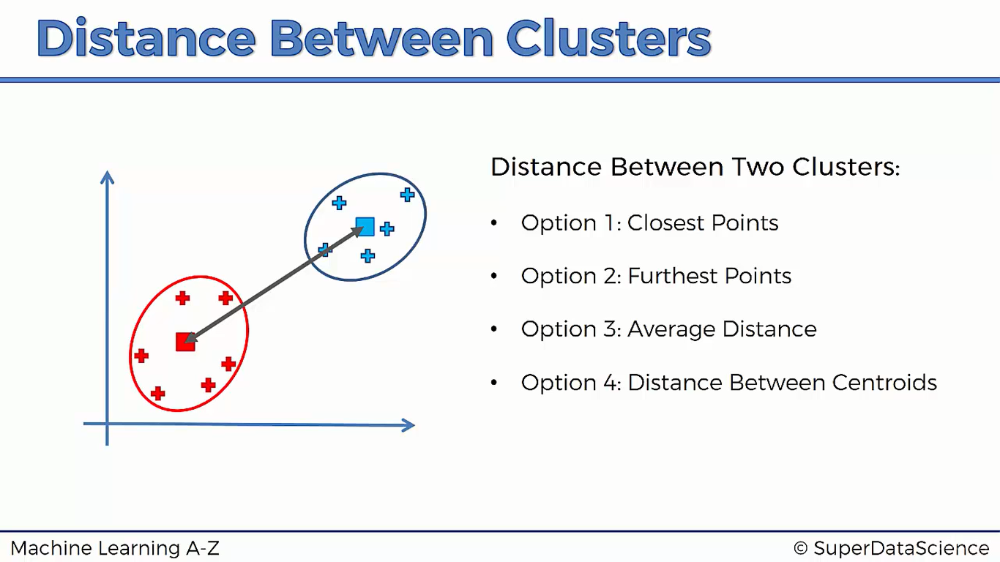 Distance Between Clusters
Distance Between Two Clusters:
• Option 1: Closest Points
• Option 2: Furthest Points
• Option 3: Average Distance
• Option 4: Distance Between Centroids
Machine Learning A-Z
© SuperDataScience